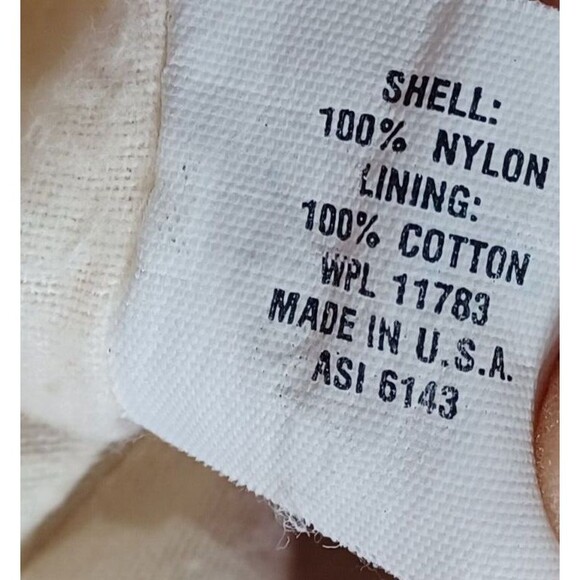 SHELL:
100% NYLON
LINING:
100% COTTON
WPL 11783
MADE IN U.S.A.
ASI 6143